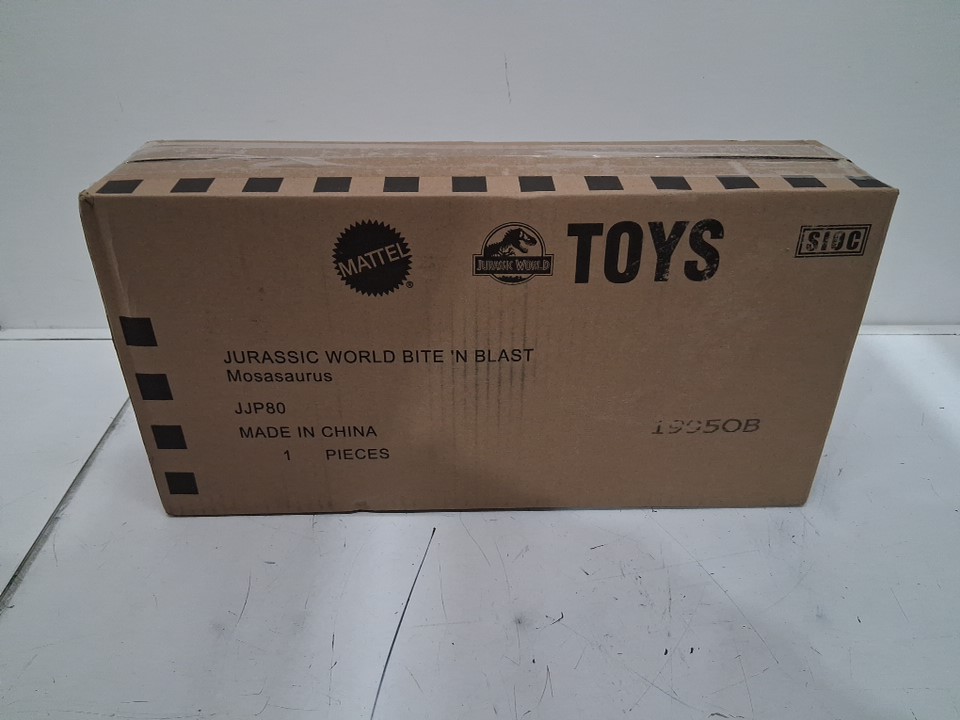 MATTEL
®
JURASSIC WORLD
TOYS
SIOC
JURASSIC WORLD BITE 'N BLAST
Mosasaurus
JJP80
MADE IN CHINA
1 PIECES